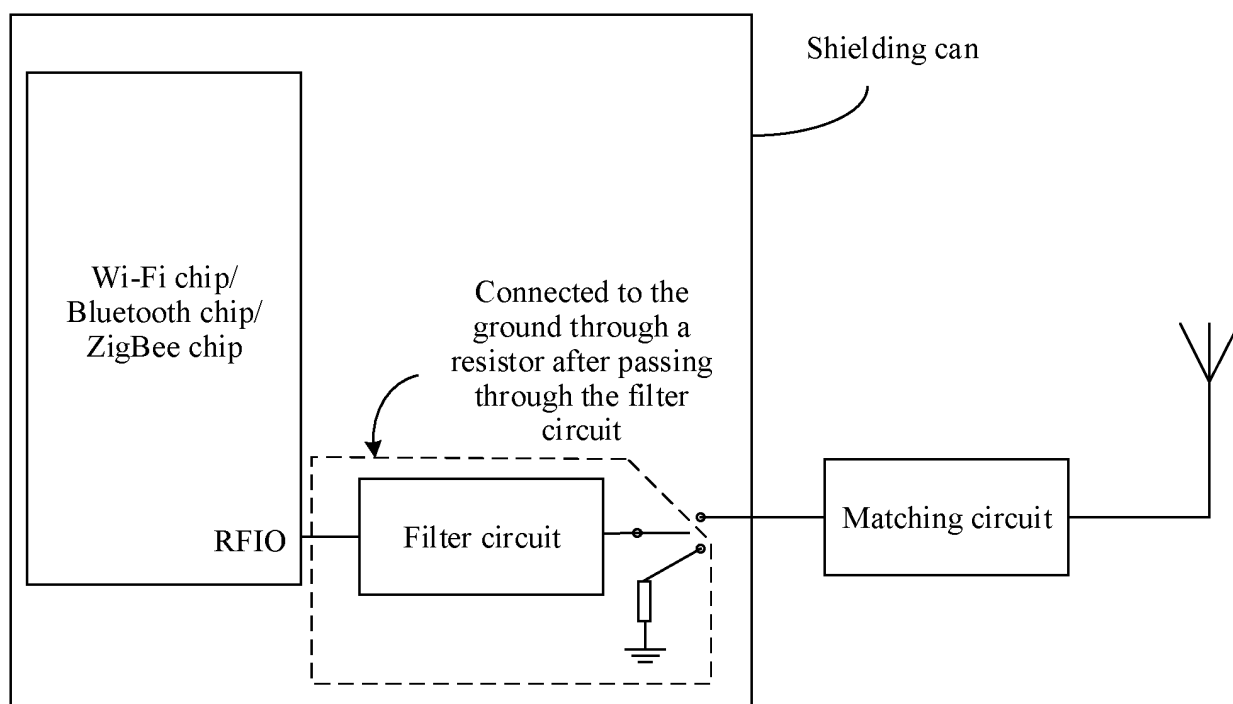 Shielding can
Wi-Fi chip/
Bluetooth chip/
ZigBee chip
Connected to the
ground through a
resistor after passing
through the filter
circuit
RFIO
Filter circuit
Matching circuit